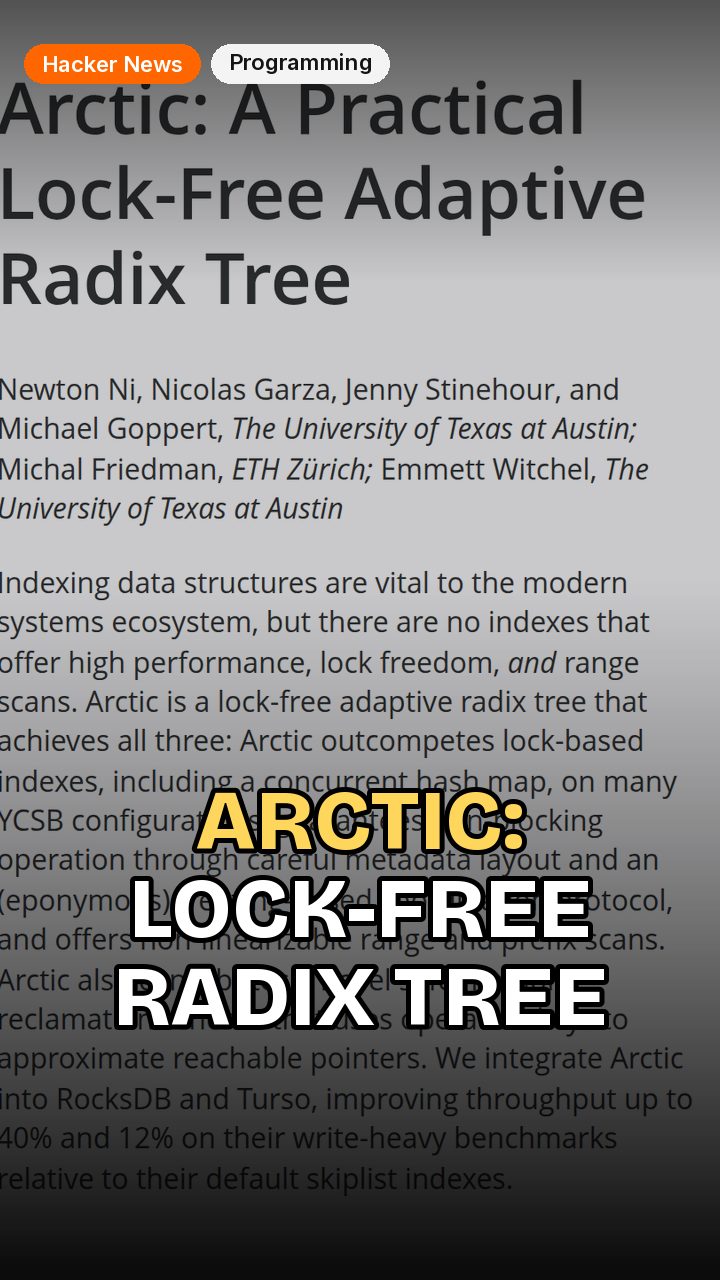 Hacker News
Programming
Arctic: A Practical
Lock-Free Adaptive
Radix Tree
Newton Ni, Nicolas Garza, Jenny Stinehour, and
Michael Goppert, The University of Texas at Austin;
Michal Friedman, ETH Zürich; Emmett Witchel, The
University of Texas at Austin
Indexing data structures are vital to the modern
systems ecosystem, but there are no indexes that
offer high performance, lock freedom, and range
scans. Arctic is a lock-free adaptive radix tree that
achieves all three: Arctic outcompetes lock-based
indexes, including a concurrent hash map, on many
YCSB
operation through careful metadata layout and an
and offers non-linearizable range and prefix scans.
Arctic
approximate reachable pointers. We integrate Arctic
into RocksDB and Turso, improving throughput up to
40% and 12% on their write-heavy benchmarks
relative to their default skiplist indexes.
ARCTIC:
LOCK-FREE
RADIX TREE